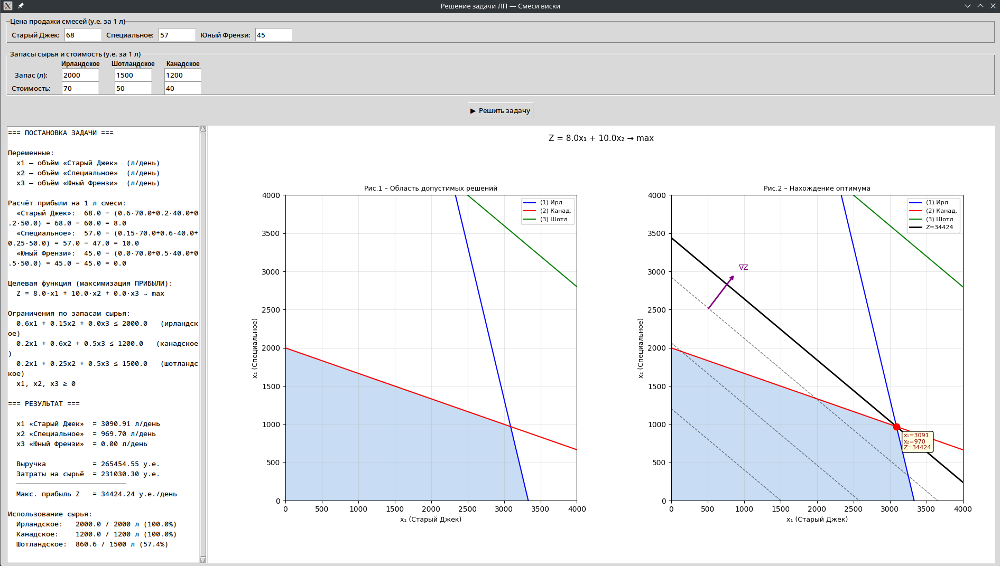 Решение задачи ЛП — Смеси виски
Цена продажи смесей (у.е. за 1 л)
Старый Джек: 68 Специальное: 57 Юный Френзи: 45
Запасы сырья и стоимость (у.е. за 1 л)
Ирландское Шотландское Канадское
Запас (л): 2000 1500 1200
Стоимость: 70 50 40
▶ Решить задачу
=== ПОСТАНОВКА ЗАДАЧИ ===
Переменные:
x1 — объём «Старый Джек» (л/день)
x2 — объём «Специальное» (л/день)
x3 — объём «Юный Френзи» (л/день)
Расчёт прибыли на 1 л смеси:
«Старый Джек»: 68.0 − (0.6·70.0+0.2·40.0+0
.2·50.0) = 68.0 − 60.0 = 8.0
«Специальное»: 57.0 − (0.15·70.0+0.6·40.0+
0.25·50.0) = 57.0 − 47.0 = 10.0
«Юный Френзи»: 45.0 − (0.0·70.0+0.5·40.0+0
.5·50.0) = 45.0 − 45.0 = 0.0
Целевая функция (максимизация ПРИБЫЛИ):
Z = 8.0·x1 + 10.0·x2 + 0.0·x3 → max
Ограничения по запасам сырья:
0.6x1 + 0.15x2 + 0.0x3 ≤ 2000.0 (ирландск
ое)
0.2x1 + 0.6x2 + 0.5x3 ≤ 1200.0 (канадское
)
0.2x1 + 0.25x2 + 0.5x3 ≤ 1500.0 (шотландс
кое)
x1, x2, x3 ≥ 0
=== РЕЗУЛЬТАТ ===
x1 «Старый Джек» = 3090.91 л/день
x2 «Специальное» = 969.70 л/день
x3 «Юный Френзи» = 0.00 л/день
Выручка = 265454.55 у.е.
Затраты на сырьё = 231030.30 у.е.
Макс. прибыль Z = 34424.24 у.е./день
Использование сырья:
Ирландское: 2000.0 / 2000 л (100.0%)
Канадское: 1200.0 / 1200 л (100.0%)
Шотландское: 860.6 / 1500 л (57.4%)
Z = 8.0x₁ + 10.0x₂ → max
Рис.1 – Область допустимых решений
(1) Ирл.
(2) Канад.
(3) Шотл.
4000
3500
3000
2500
2000
1500
1000
500
0
x₂ (Специальное)
0 500 1000 1500 2000 2500 3000 3500 4000
x₁ (Старый Джек)
Рис.2 – Нахождение оптимума
(1) Ирл.
(2) Канад.
(3) Шотл.
Z=34424
∇Z
x₁=3091
x₂=970
Z=34424
4000
3500
3000
2500
2000
1500
1000
500
0
x₂ (Специальное)
0 500 1000 1500 2000 2500 3000 3500 4000
x₁ (Старый Джек)